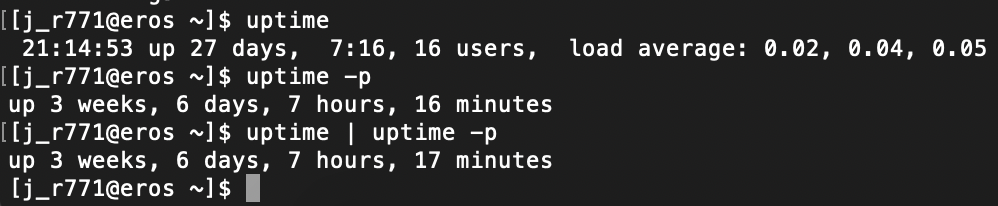 [[j_r771@eros ~]$ uptime
 21:14:53 up 27 days,  7:16, 16 users,  load average: 0.02, 0.04, 0.05
[[j_r771@eros ~]$ uptime -p
up 3 weeks, 6 days, 7 hours, 16 minutes
[[j_r771@eros ~]$ uptime | uptime -p
up 3 weeks, 6 days, 7 hours, 17 minutes
[j_r771@eros ~]$